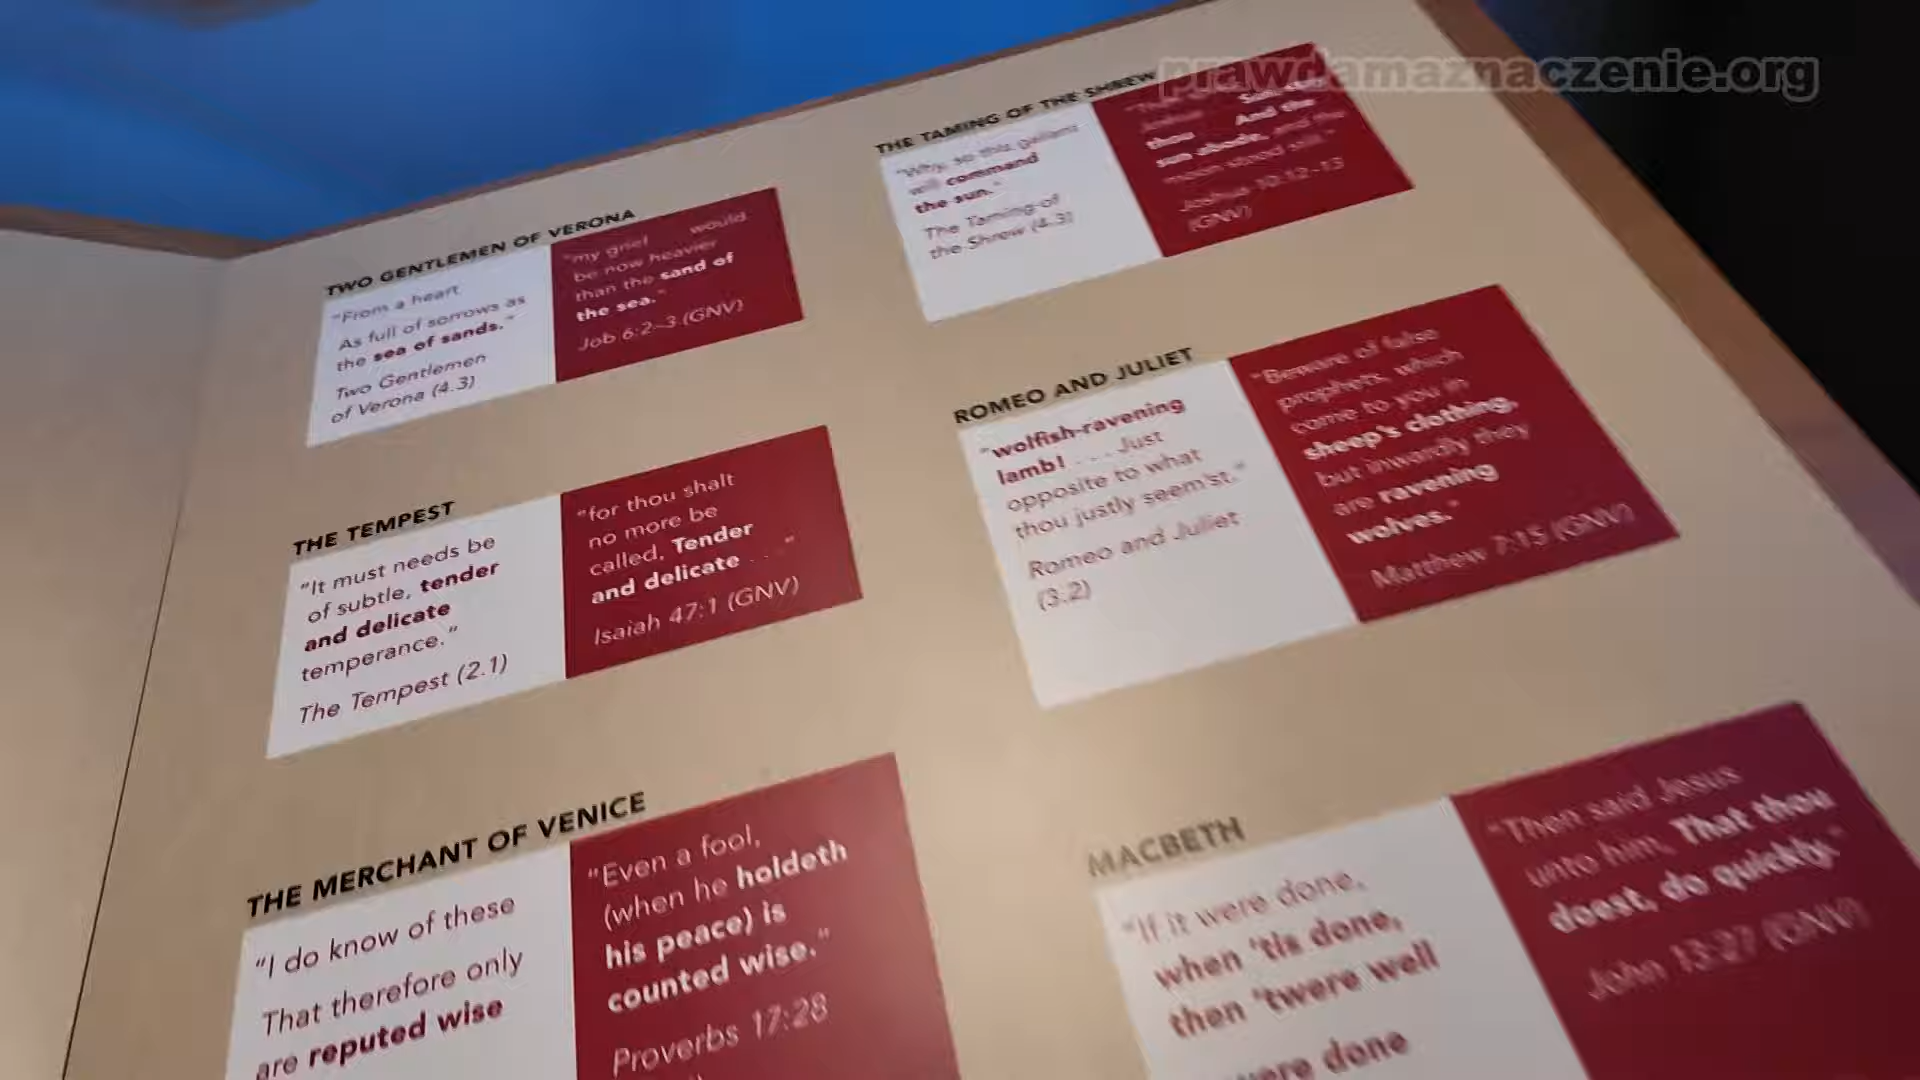 prawdamaznaczenie.org
TWO GENTLEMEN OF VERONA
"From a heart
As full of sorrows as
the sea of sands."
Two Gentlemen
of Verona (4.3)
"my grief would
be now heavier
than the sand of
the sea."
Job 6:2-3 (GNV)
THE TAMING OF THE SHREW
"Why, so this gallant
will command
the sun."
The Taming of
the Shrew (4.3)
thou And the
sun abode, and the
moon stood still."
Joshua 10:12-13
(GNV)
THE TEMPEST
"It must needs be
of subtle, tender
and delicate
temperance."
The Tempest (2.1)
"for thou shalt
no more be
called, Tender
and delicate . . ."
Isaiah 47:1 (GNV)
ROMEO AND JULIET
"wolfish-ravening
lamb! . . . Just
opposite to what
thou justly seem'st."
Romeo and Juliet
(3.2)
"Beware of false
prophets, which
come to you in
sheep's clothing,
but inwardly they
are ravening
wolves."
Matthew 7:15 (GNV)
THE MERCHANT OF VENICE
"I do know of these
That therefore only
are reputed wise
"Even a fool,
(when he holdeth
his peace) is
counted wise."
Proverbs 17:28
MACBETH
"If it were done,
when 'tis done,
then 'twere well
were done
"Then said Jesus
unto him, That thou
doest, do quickly."
John 13:27 (GNV)